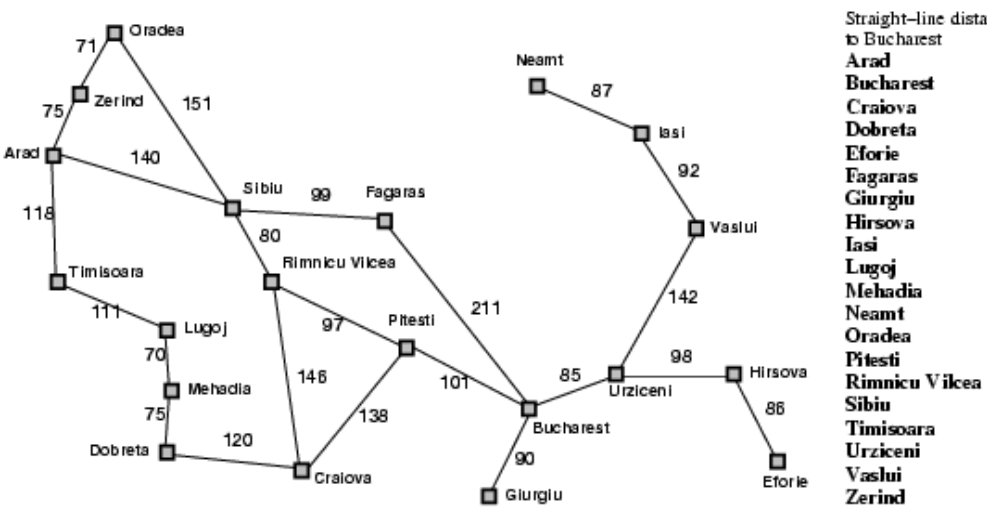 Oradea
71
Neamt
87
Zerind
151
75
Iasi
Arad
140
92
Sibiu
99
Fagaras
118
80
Vaslui
Rimnicu Vilcea
Timisoara
142
111
97
Pitesti
211
Lugoj
70
98
Hirsova
146
101
85
Urziceni
Mehadia
75
138
86
Bucharest
120
Dobreta
90
Craiova
Eforie
Giurgiu
Straight-line dista
to Bucharest
Arad
Bucharest
Craiova
Dobreta
Eforie
Fagaras
Giurgiu
Hirsova
Iasi
Lugoj
Mehadia
Neamt
Oradea
Pitesti
Rimnicu Vilcea
Sibiu
Timisoara
Urziceni
Vaslui
Zerind